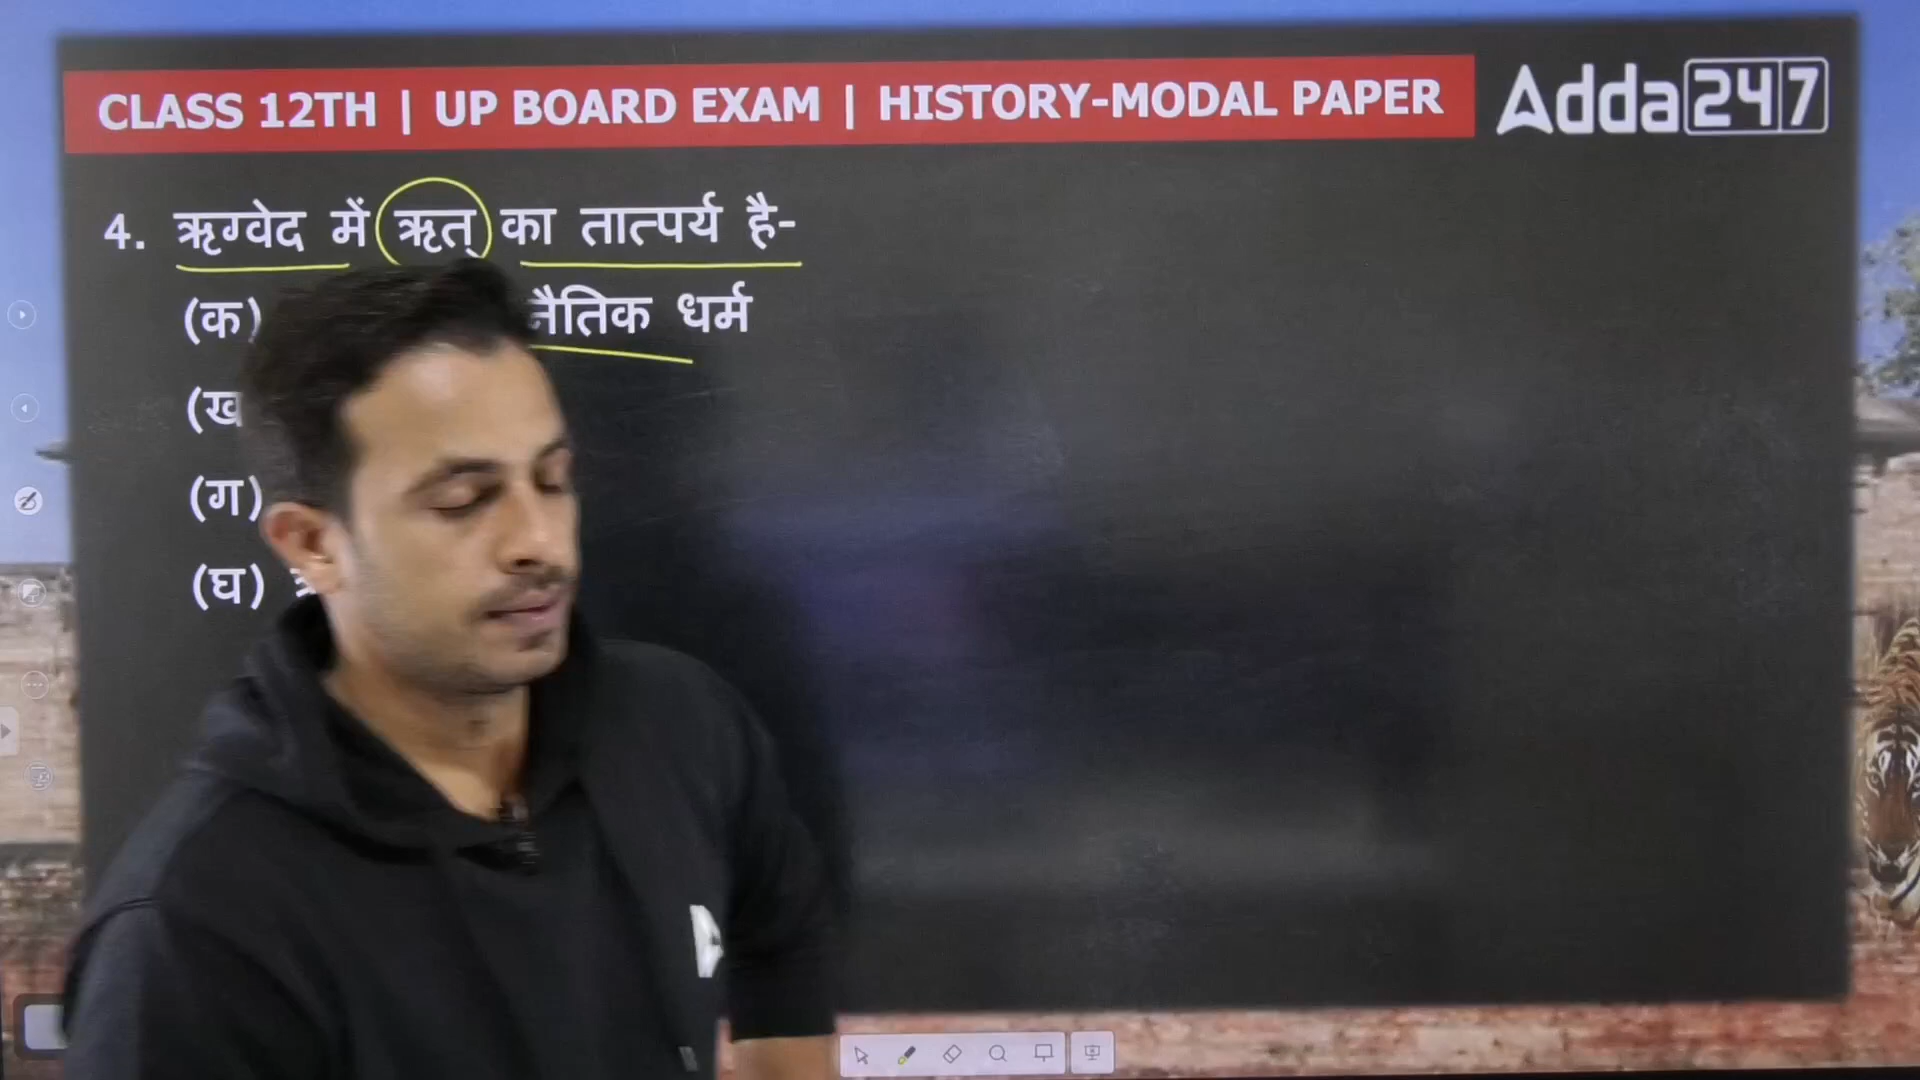 CLASS 12TH | UP BOARD EXAM | HISTORY-MODAL PAPER
Adda247
4. ऋग्वेद में ऋत् का तात्पर्य है-
(क) नैतिक धर्म
(ख
(ग)
(घ)